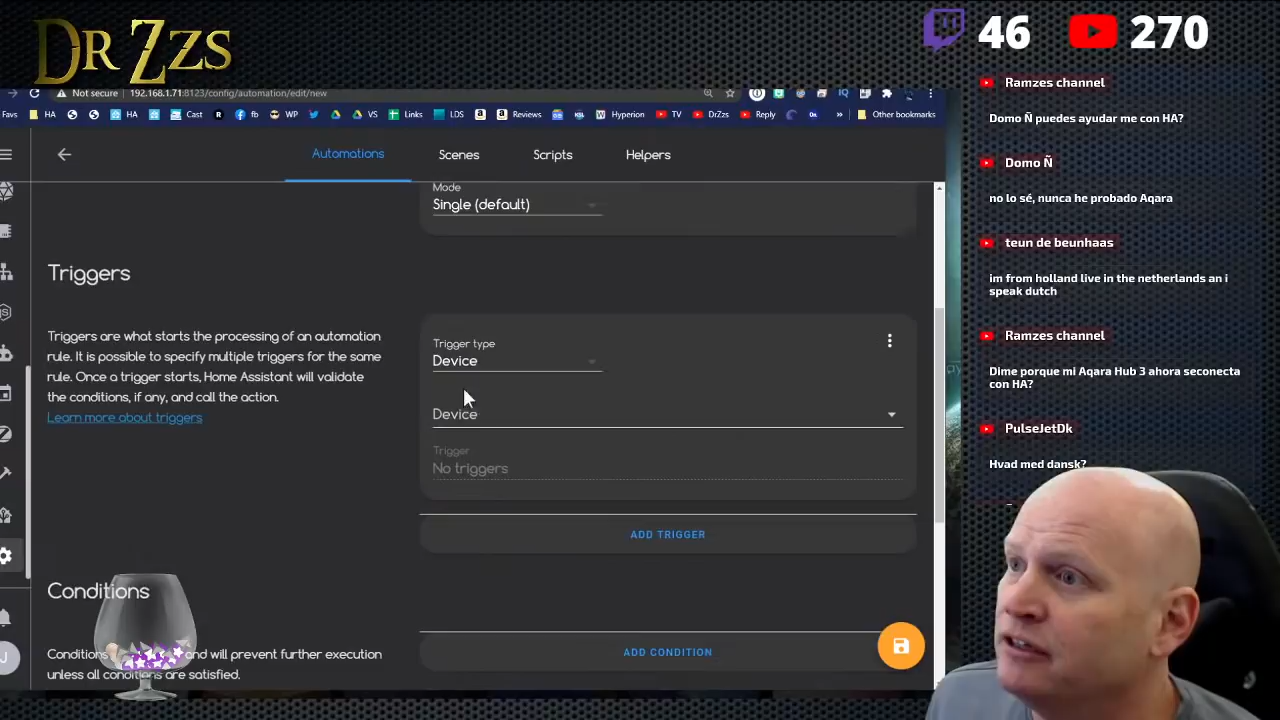 DR ZZS
46
270
Not secure
192.168.1.71:8123/config/automation/edit/new
Favs
HA
HA
Cast
fb
WP
VS
Links
LDS
Reviews
Hyperion
TV
DrZzs
Reply
Other bookmarks
Automations
Scenes
Scripts
Helpers
Mode
Single (default)
Triggers
Triggers are what starts the processing of an automation
rule. It is possible to specify multiple triggers for the same
rule. Once a trigger starts, Home Assistant will validate
the conditions, if any, and call the action.
Learn more about triggers
Trigger type
Device
Device
Trigger
No triggers
ADD TRIGGER
Conditions
Conditions
and will prevent further execution
unless all conditions are satisfied.
ADD CONDITION
J
Ramzes channel
Domo Ñ puedes ayudar me con HA?
Domo Ñ
no lo sé, nunca he probado Aqara
teun de beunhaas
im from holland live in the netherlands an i
speak dutch
Ramzes channel
Dime porque mi Aqara Hub 3 ahora seconecta
con HA?
PulseJetDk
Hvad med dansk?